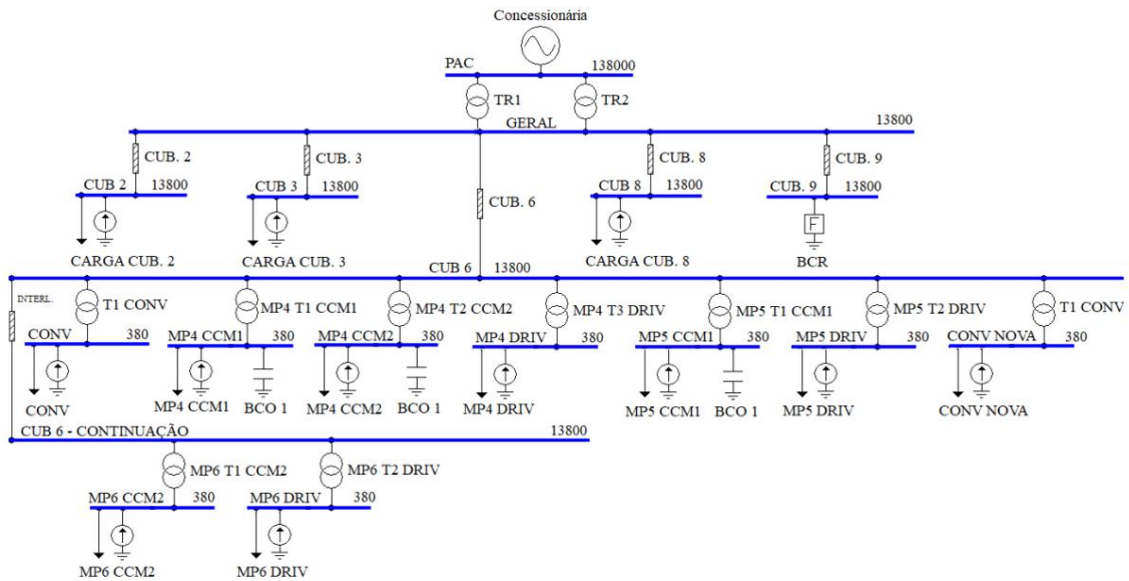 Concessionária
PAC 138000
TR1 TR2
GERAL 13800
CUB. 2 CUB. 3 CUB. 8 CUB. 9
CUB 2 13800 CUB 3 13800 CUB 8 13800 CUB. 9 13800
CUB. 6
F
CARGA CUB. 2 CARGA CUB. 3 CARGA CUB. 8 BCR
CUB 6 13800
INTERL. T1 CONV MP4 T1 CCM1 MP4 T2 CCM2 MP4 T3 DRIV MP5 T1 CCM1 MP5 T2 DRIV T1 CONV
CONV 380 MP4 CCM1 380 MP4 CCM2 380 MP4 DRIV 380 MP5 CCM1 380 MP5 DRIV 380 CONV NOVA 380
CONV MP4 CCM1 BCO 1 MP4 CCM2 BCO 1 MP4 DRIV MP5 CCM1 BCO 1 MP5 DRIV CONV NOVA
CUB 6 - CONTINUAÇÃO 13800
MP6 T1 CCM2 MP6 T2 DRIV
MP6 CCM2 380 MP6 DRIV 380
MP6 CCM2 MP6 DRIV